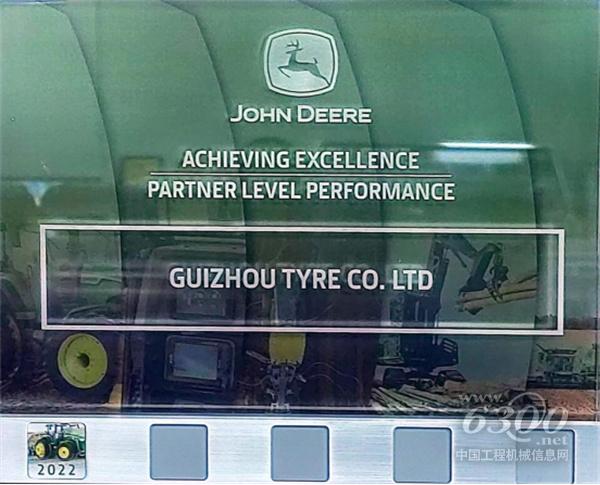 JOHN DEERE
ACHIEVING EXCELLENCE
PARTNER LEVEL PERFORMANCE
GUIZHOU TYRE CO. LTD
2022
www.6300.net
中国工程机械信息网